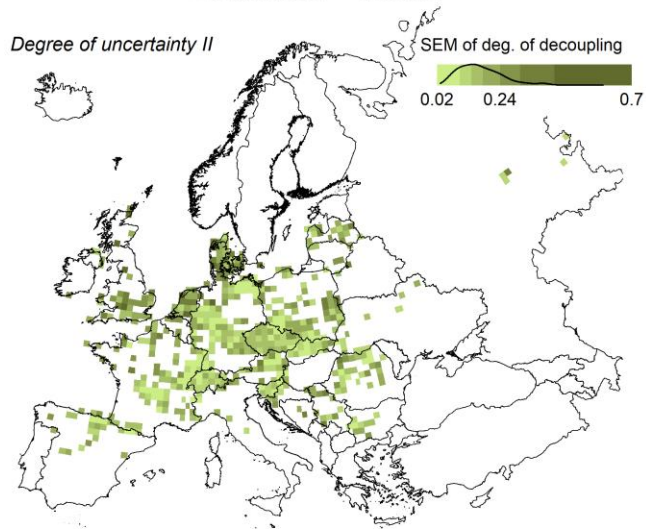 Degree of uncertainty II
SEM of deg. of decoupling
0.02 0.24 0.7